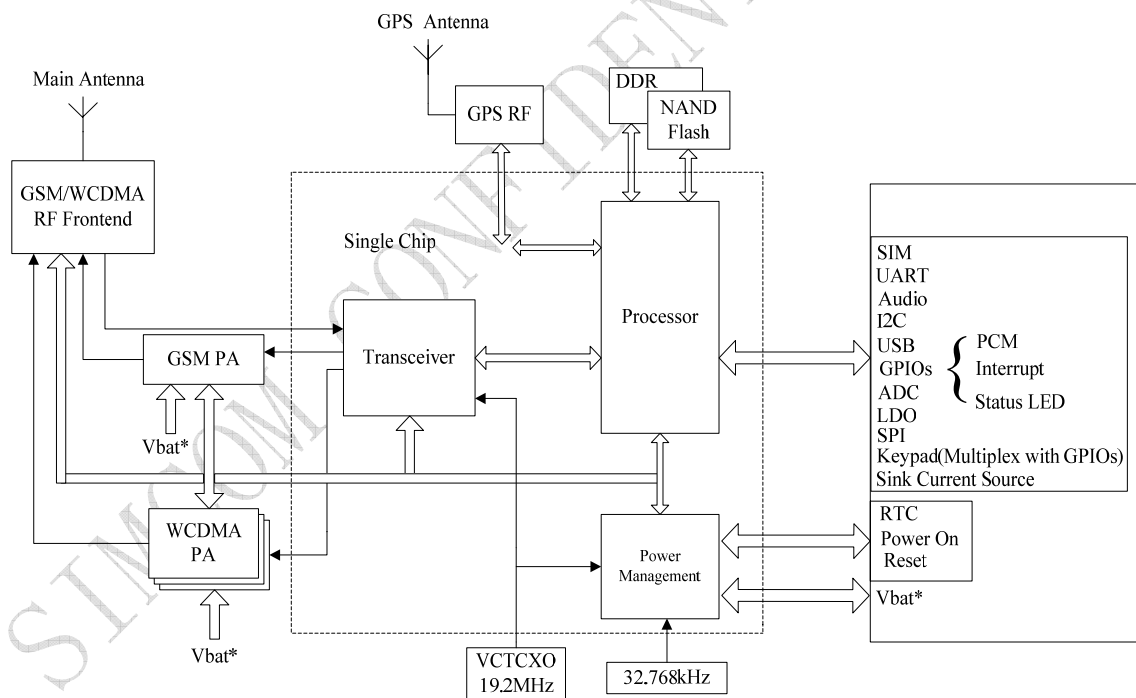 SIMCOM CONFIDENT
GPS Antenna
Main Antenna
DDR
NAND
Flash
GPS RF
GSM/WCDMA
RF Frontend
Single Chip
Processor
Transceiver
GSM PA
Vbat*
SIM
UART
Audio
I2C
USB
GPIOs
ADC
LDO
SPI
Keypad(Multiplex with GPIOs)
Sink Current Source
{
PCM
Interrupt
Status LED
WCDMA
PA
Vbat*
Power
Management
RTC
Power On
Reset
Vbat*
VCTCXO
19.2MHz
32.768kHz